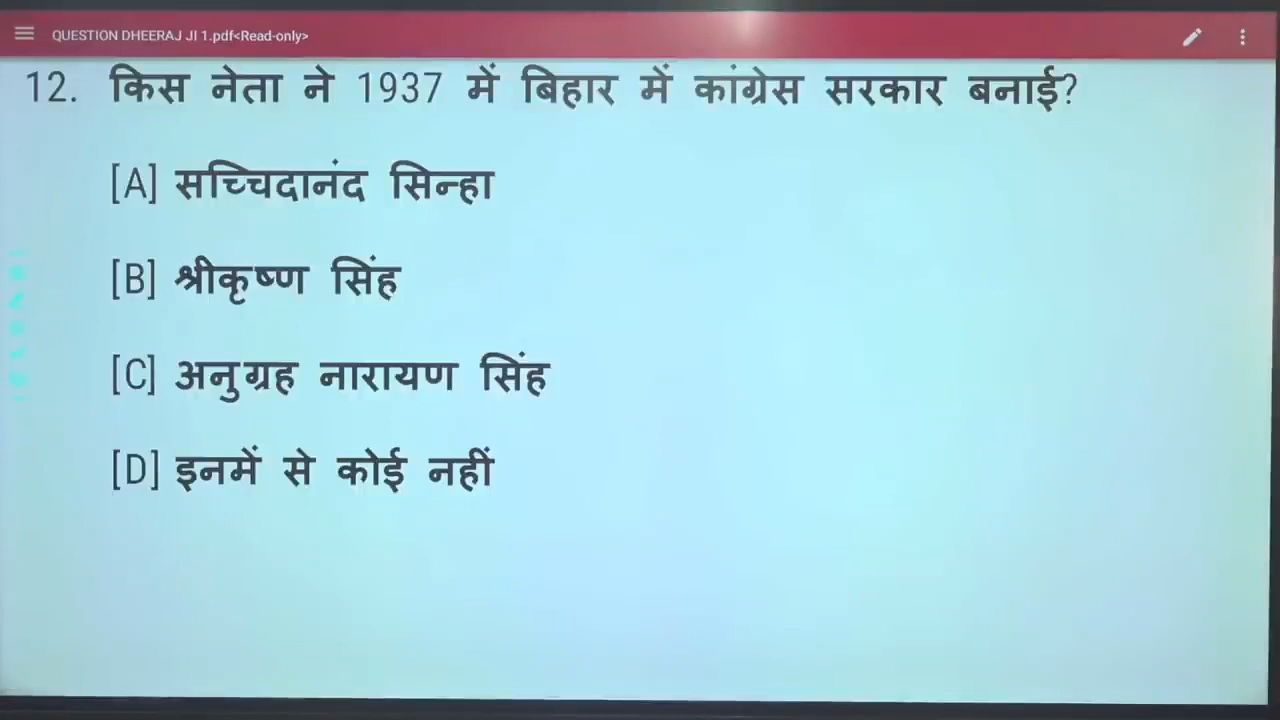 QUESTION DHEERAJ JI 1.pdf<Read-only>
12. किस नेता ने 1937 में बिहार में कांग्रेस सरकार बनाई?
[A] सच्चिदानंद सिन्हा
[B] श्रीकृष्ण सिंह
[C] अनुग्रह नारायण सिंह
[D] इनमें से कोई नहीं